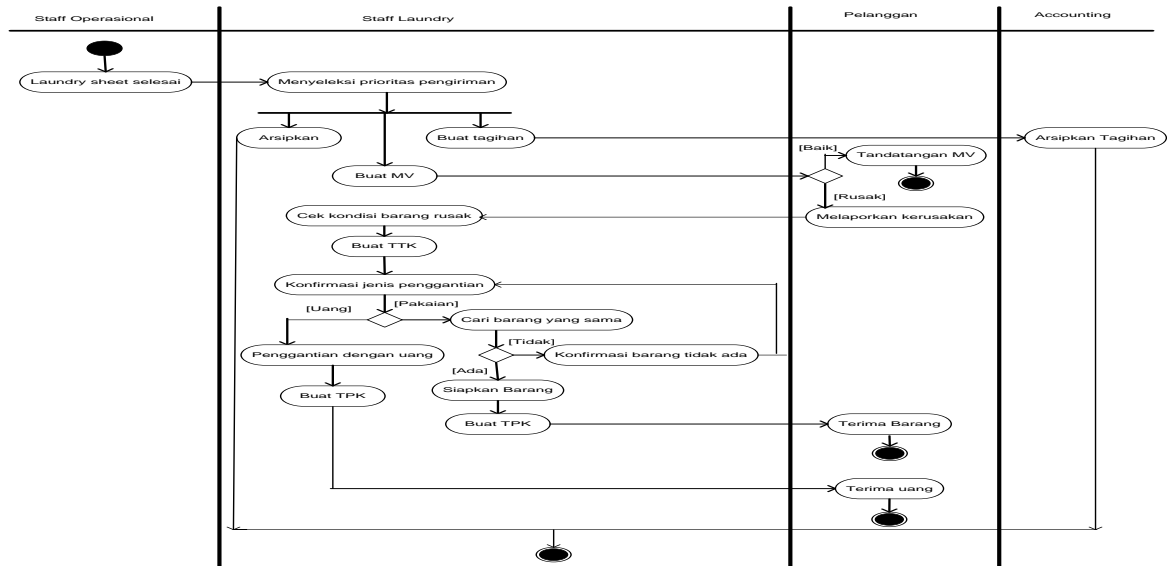 Staff Operasional
Staff Laundry
Pelanggan
Accounting
Laundry sheet selesai
Menyeleksi prioritas pengiriman
Arsipkan
Buat tagihan
Arsipkan Tagihan
[Baik]
Tandatangan MV
Buat MV
[Rusak]
Cek kondisi barang rusak
Melaporkan kerusakan
Buat TTK
Konfirmasi jenis penggantian
[Uang]
[Pakaian]
Cari barang yang sama
[Tidak]
Penggantian dengan uang
Konfirmasi barang tidak ada
[Ada]
Siapkan Barang
Buat TPK
Buat TPK
Terima Barang
Terima uang